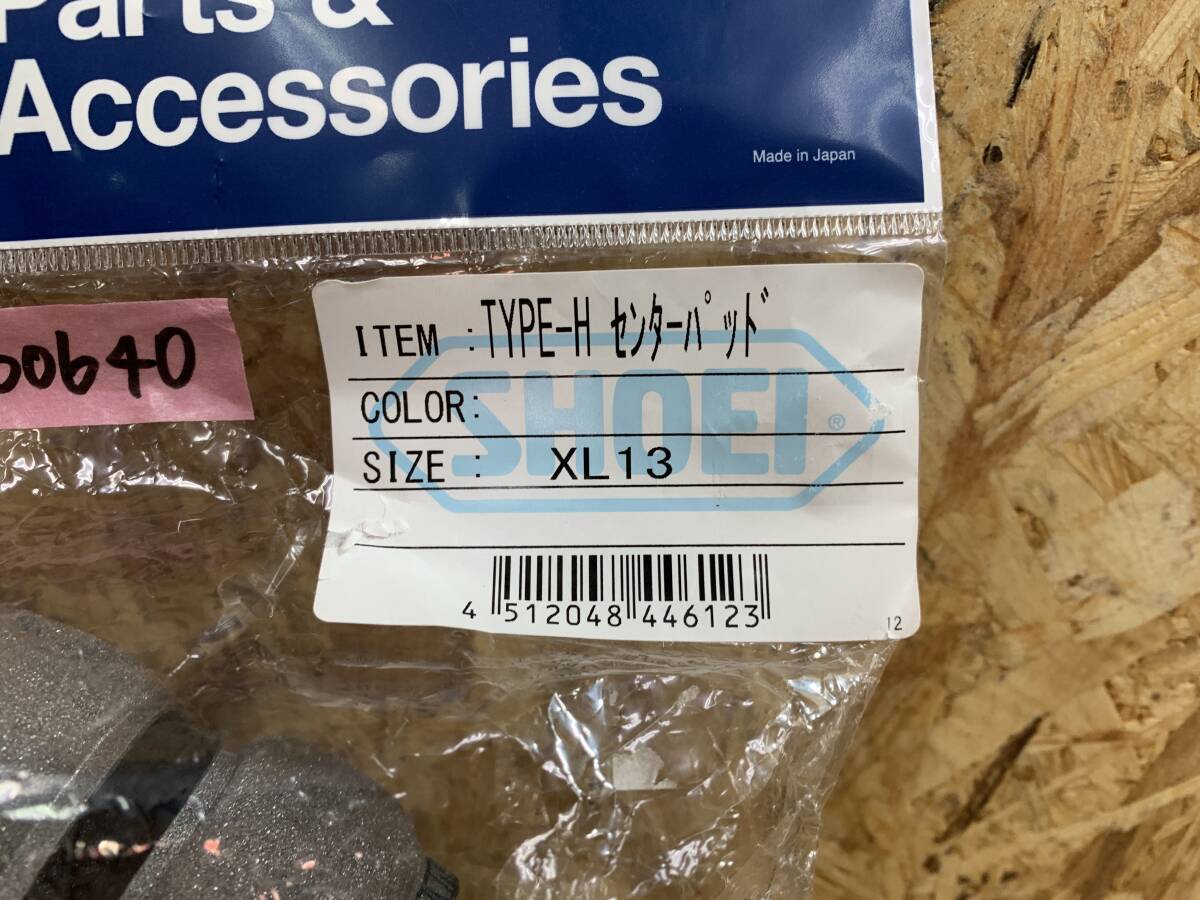 Parts &
Accessories
Made in Japan
ITEM : TYPE-H センターパッド
COLOR:
SHOEI ®
SIZE : XL13
4 512048 446123
12
0640